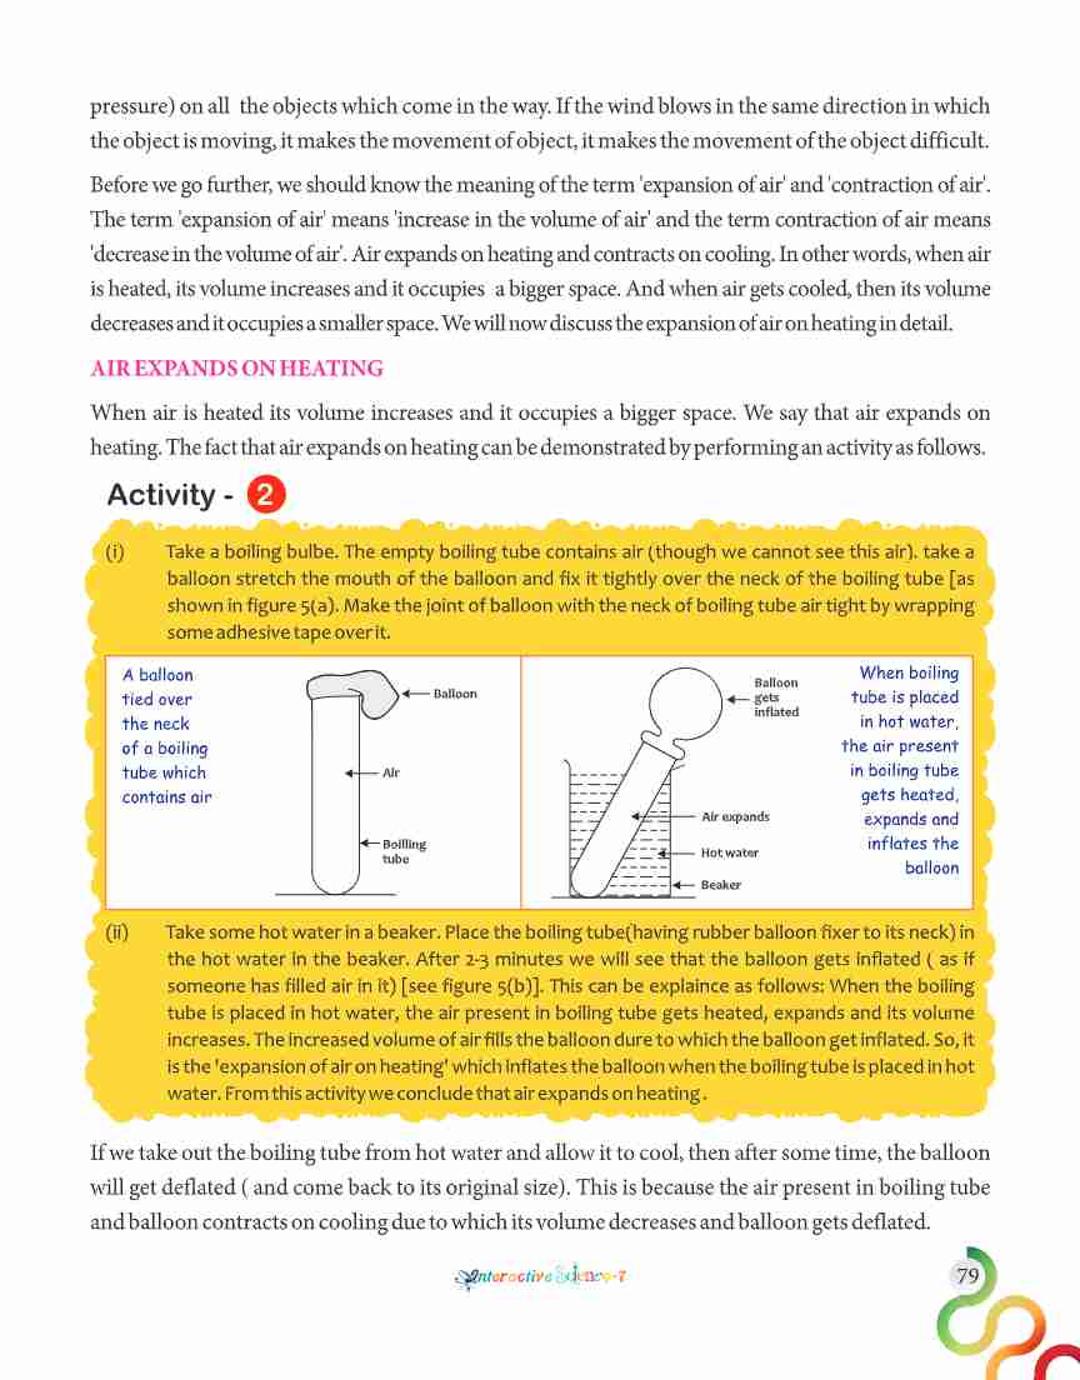 pressure) on all the objects which come in the way. If the wind blows in the same direction in which
the object is moving, it makes the movement of object, it makes the movement of the object difficult.
Before we go further, we should know the meaning of the term 'expansion of air' and 'contraction of air'.
The term 'expansion of air' means 'increase in the volume of air' and the term contraction of air means
'decrease in the volume of air'. Air expands on heating and contracts on cooling. In other words, when air
is heated, its volume increases and it occupies a bigger space. And when air gets cooled, then its volume
decreases and it occupies a smaller space. We will now discuss the expansion of air on heating in detail.
AIR EXPANDS ON HEATING
When air is heated its volume increases and it occupies a bigger space. We say that air expands on
heating. The fact that air expands on heating can be demonstrated by performing an activity as follows.
Activity - 2
(i) Take a boiling bulbe. The empty boiling tube contains air (though we cannot see this air). take a
balloon stretch the mouth of the balloon and fix it tightly over the neck of the boiling tube [as
shown in figure 5(a). Make the joint of balloon with the neck of boiling tube air tight by wrapping
some adhesive tape over it.
A balloon
tied over
the neck
of a boiling
tube which
contains air
Balloon
Air
Boilling
tube
Balloon
gets
inflated
Air expands
Hot water
Beaker
When boiling
tube is placed
in hot water,
the air present
in boiling tube
gets heated,
expands and
inflates the
balloon
(ii) Take some hot water in a beaker. Place the boiling tube(having rubber balloon fixer to its neck) in
the hot water in the beaker. After 2-3 minutes we will see that the balloon gets inflated ( as if
someone has filled air in it) [see figure 5(b)]. This can be explaince as follows: When the boiling
tube is placed in hot water, the air present in boiling tube gets heated, expands and its volume
increases. The increased volume of air fills the balloon dure to which the balloon get inflated. So, it
is the 'expansion of air on heating' which inflates the balloon when the boiling tube is placed in hot
water. From this activity we conclude that air expands on heating.
If we take out the boiling tube from hot water and allow it to cool, then after some time, the balloon
will get deflated ( and come back to its original size). This is because the air present in boiling tube
and balloon contracts on cooling due to which its volume decreases and balloon gets deflated.
Interactive Science-7
79